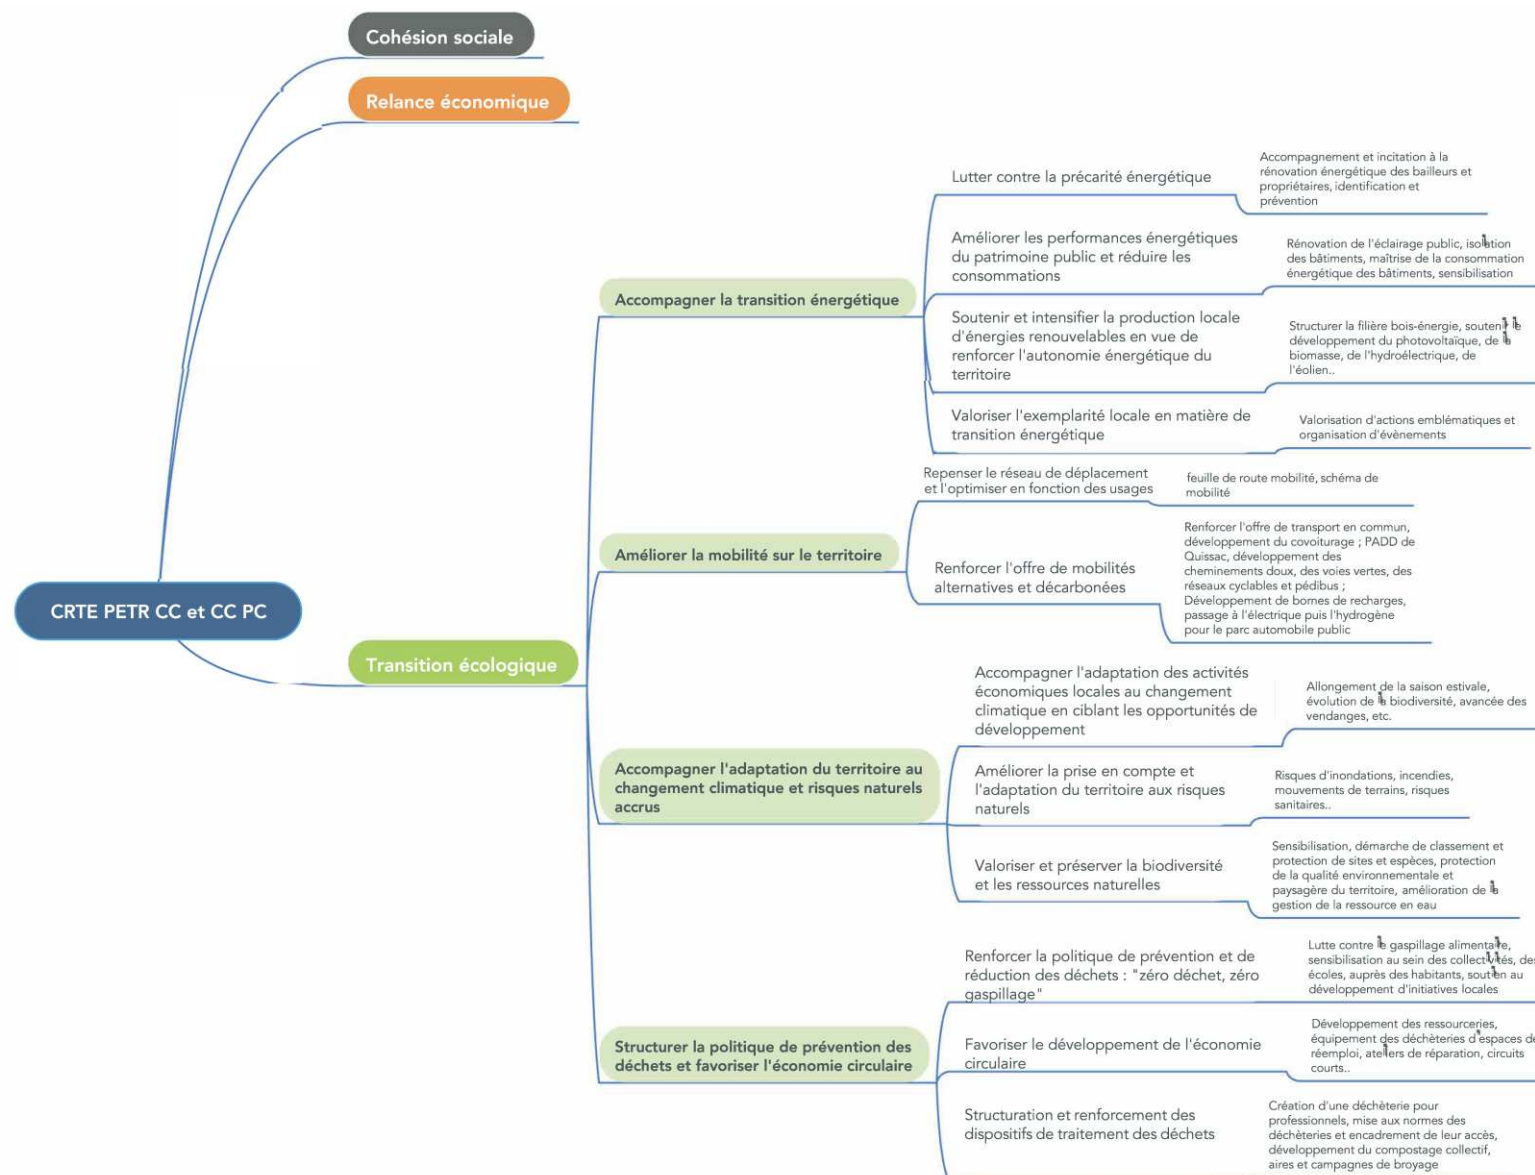 Cohésion sociale
Relance économique
CRTE PETR CC et CC PC
Transition écologique
Accompagner la transition énergétique
Lutter contre la précarité énergétique
Accompagnement et incitation à la
rénovation énergétique des bailleurs et
propriétaires, identification et
prévention
Améliorer les performances énergétiques
du patrimoine public et réduire les
consommations
Rénovation de l'éclairage public, isolation
des bâtiments, maîtrise de la consommation
énergétique des bâtiments, sensibilisation
Soutenir et intensifier la production locale
d'énergies renouvelables en vue de
renforcer l'autonomie énergétique du
territoire
Structurer la filière bois-énergie, soutenir le
développement du photovoltaïque, de la
biomasse, de l'hydroélectrique, de
l'éolien..
Valoriser l'exemplarité locale en matière de
transition énergétique
Valorisation d'actions emblématiques et
organisation d'évènements
Améliorer la mobilité sur le territoire
Repenser le réseau de déplacement
et l'optimiser en fonction des usages
feuille de route mobilité, schéma de
mobilité
Renforcer l'offre de mobilités
alternatives et décarbonées
Renforcer l'offre de transport en commun,
développement du covoiturage ; PADD de
Quissac, développement des
cheminements doux, des voies vertes, des
réseaux cyclables et pédibus ;
Développement de bornes de recharges,
passage à l'électrique puis l'hydrogène
pour le parc automobile public
Accompagner l'adaptation du territoire au
changement climatique et risques naturels
accrus
Accompagner l'adaptation des activités
économiques locales au changement
climatique en ciblant les opportunités de
développement
Allongement de la saison estivale,
évolution de la biodiversité, avancée des
vendanges, etc.
Améliorer la prise en compte et
l'adaptation du territoire aux risques
naturels
Risques d'inondations, incendies,
mouvements de terrains, risques
sanitaires..
Valoriser et préserver la biodiversité
et les ressources naturelles
Sensibilisation, démarche de classement et
protection de sites et espèces, protection
de la qualité environnementale et
paysagère du territoire, amélioration de la
gestion de la ressource en eau
Structurer la politique de prévention des
déchets et favoriser l'économie circulaire
Renforcer la politique de prévention et de
réduction des déchets : "zéro déchet, zéro
gaspillage"
Lutte contre le gaspillage alimentaire,
sensibilisation au sein des collectivités, des
écoles, auprès des habitants, soutien au
développement d'initiatives locales
Favoriser le développement de l'économie
circulaire
Développement des ressourceries,
équipement des déchèteries d'espaces de
réemploi, ateliers de réparation, circuits
courts..
Structuration et renforcement des
dispositifs de traitement des déchets
Création d'une déchèterie pour
professionnels, mise aux normes des
déchèteries et encadrement de leur accès,
développement du compostage collectif,
aires et campagnes de broyage